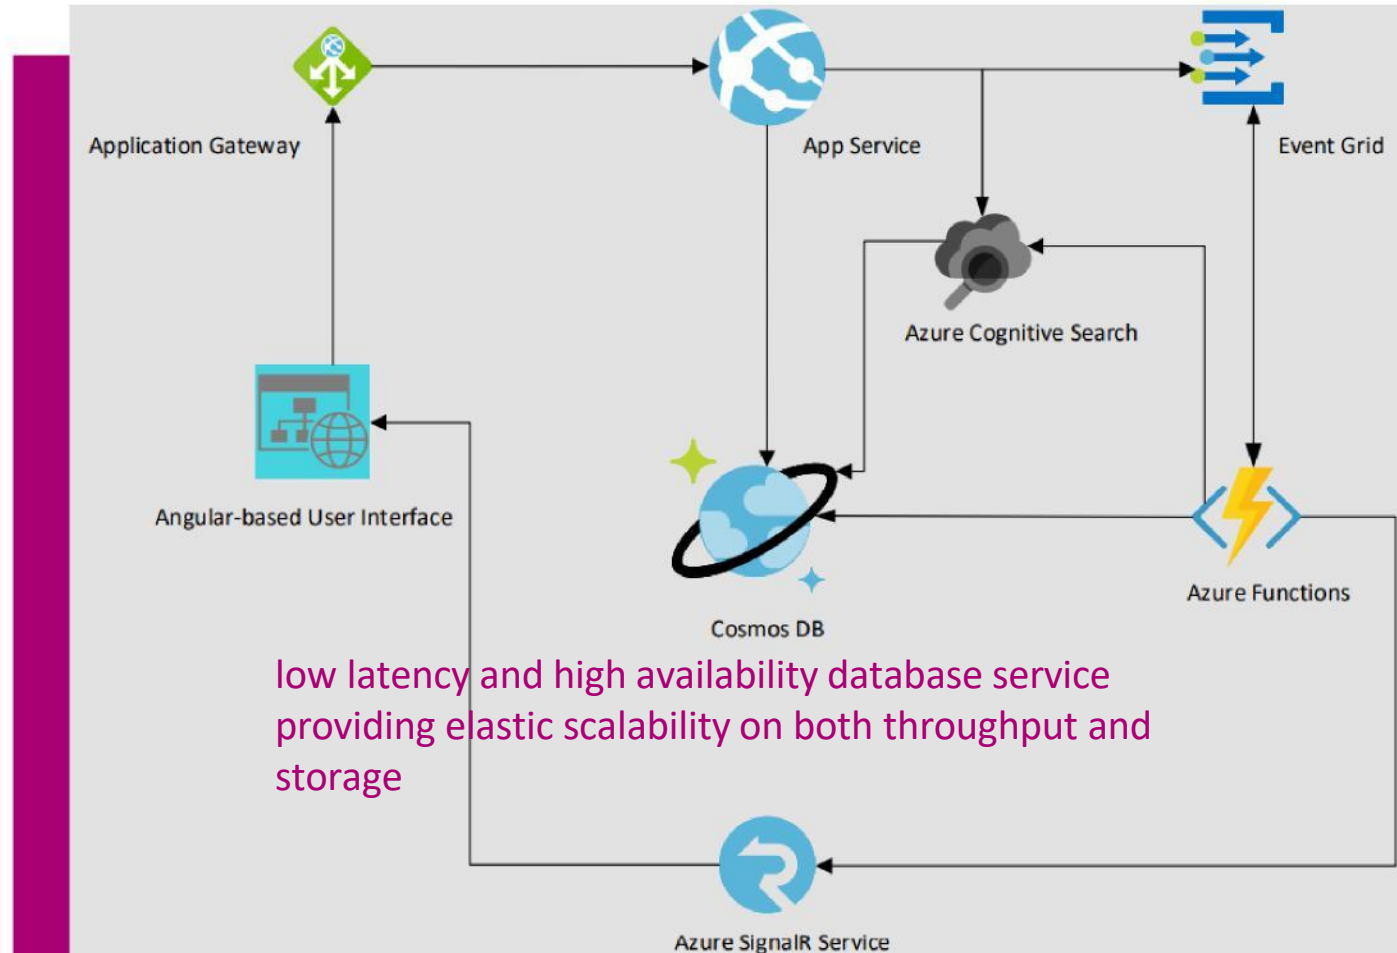 Application Gateway
App Service
Event Grid
Azure Cognitive Search
Angular-based User Interface
Azure Functions
Cosmos DB
low latency and high availability database service
providing elastic scalability on both throughput and
storage
Azure SignalR Service